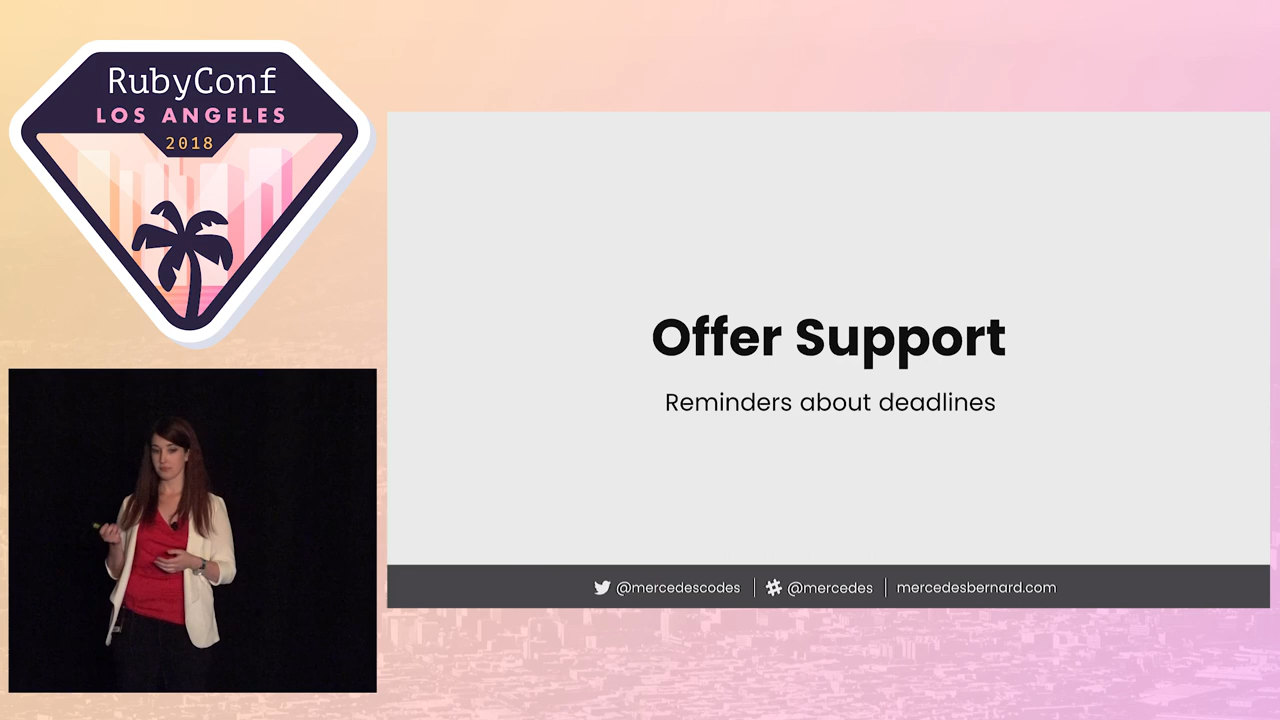 RubyConf
LOS ANGELES
2018
Offer Support
Reminders about deadlines
@mercedescodes | @mercedes | mercedesbernard.com